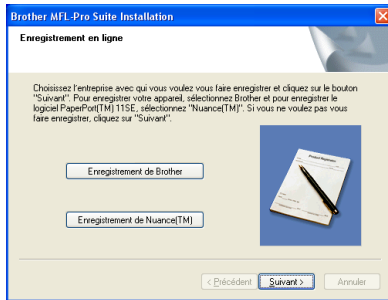 Brother MFL-Pro Suite Installation
Enregistrement en ligne
Choisissez l'entreprise avec qui vous voulez vous faire enregistrer et cliquez sur le bouton
"Suivant". Pour enregistrer votre appareil, sélectionnez Brother et pour enregistrer le
logiciel PaperPort(TM) 11SE, sélectionnez "Nuance(TM)". Si vous ne voulez pas vous
faire enregistrer, cliquez sur "Suivant".
Enregistrement de Brother
Product Registration
Enregistrement de Nuance(TM)
< Précédent Suivant > Annuler